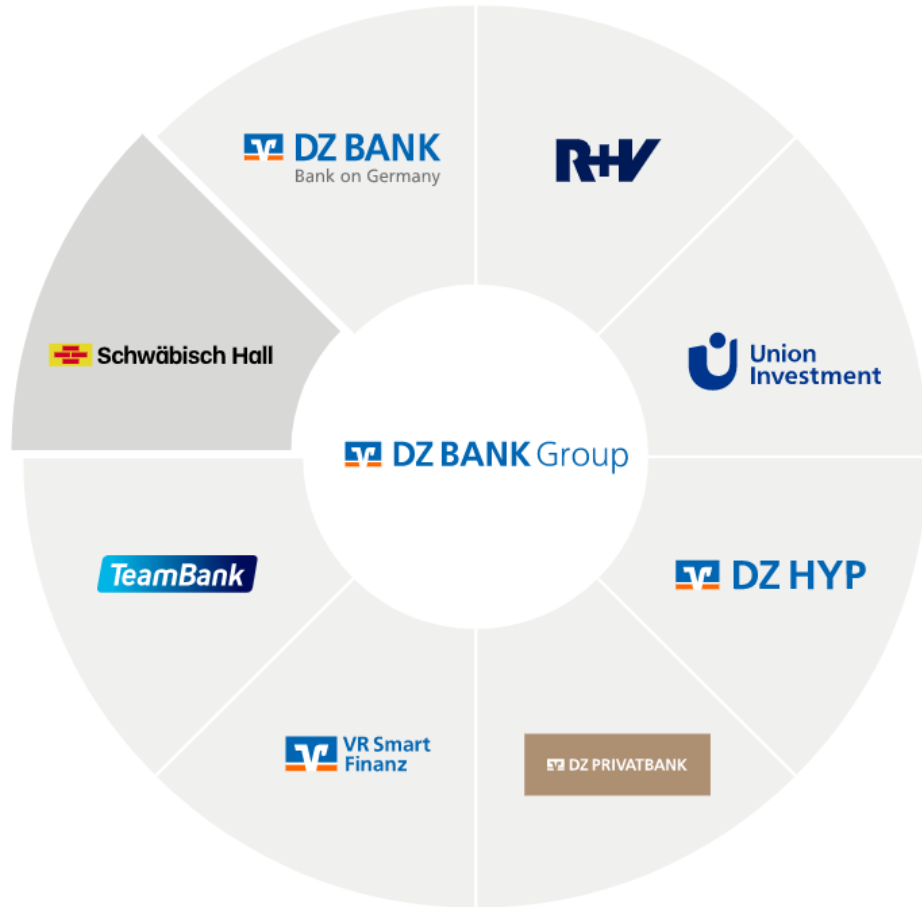 DZ BANK
Bank on Germany
R+V
Schwäbisch Hall
Union
Investment
DZ BANK Group
TeamBank
DZ HYP
VR Smart
Finanz
DZ PRIVATBANK